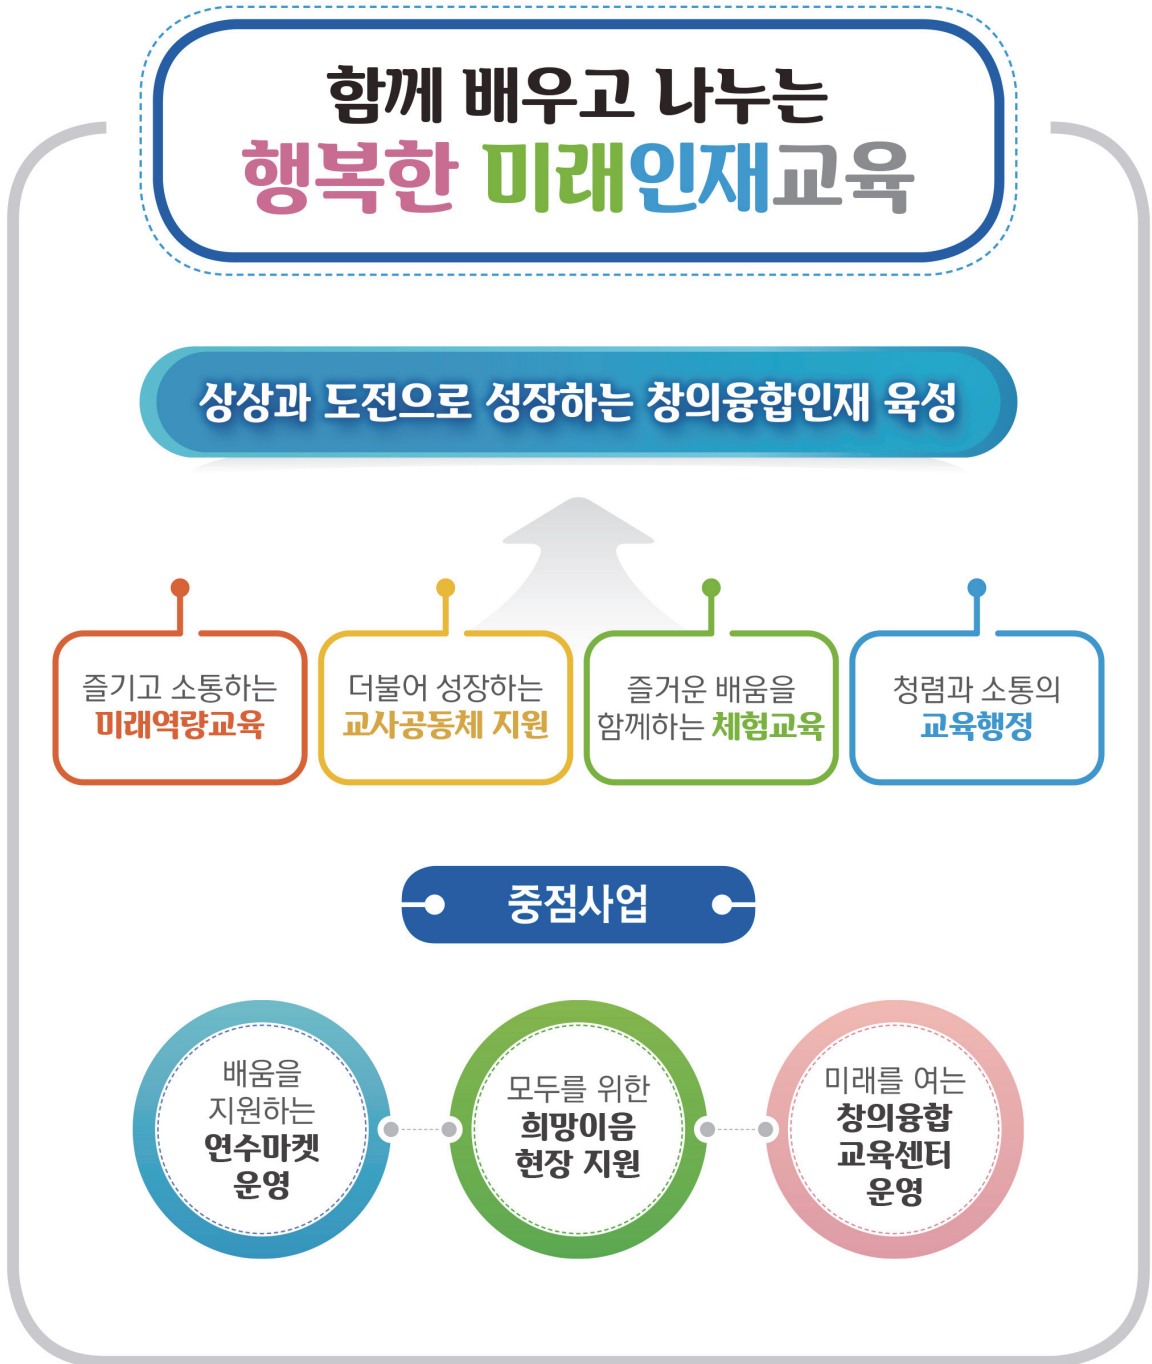 함께 배우고 나누는
행복한 미래인재교육
상상과 도전으로 성장하는 창의융합인재 육성
즐기고 소통하는
미래역량교육
더불어 성장하는
교사공동체 지원
즐거운 배움을
함께하는 체험교육
청렴과 소통의
교육행정
중점사업
배움을
지원하는
연수마켓
운영
모두를 위한
희망이음
현장 지원
미래를 여는
창의융합
교육센터
운영